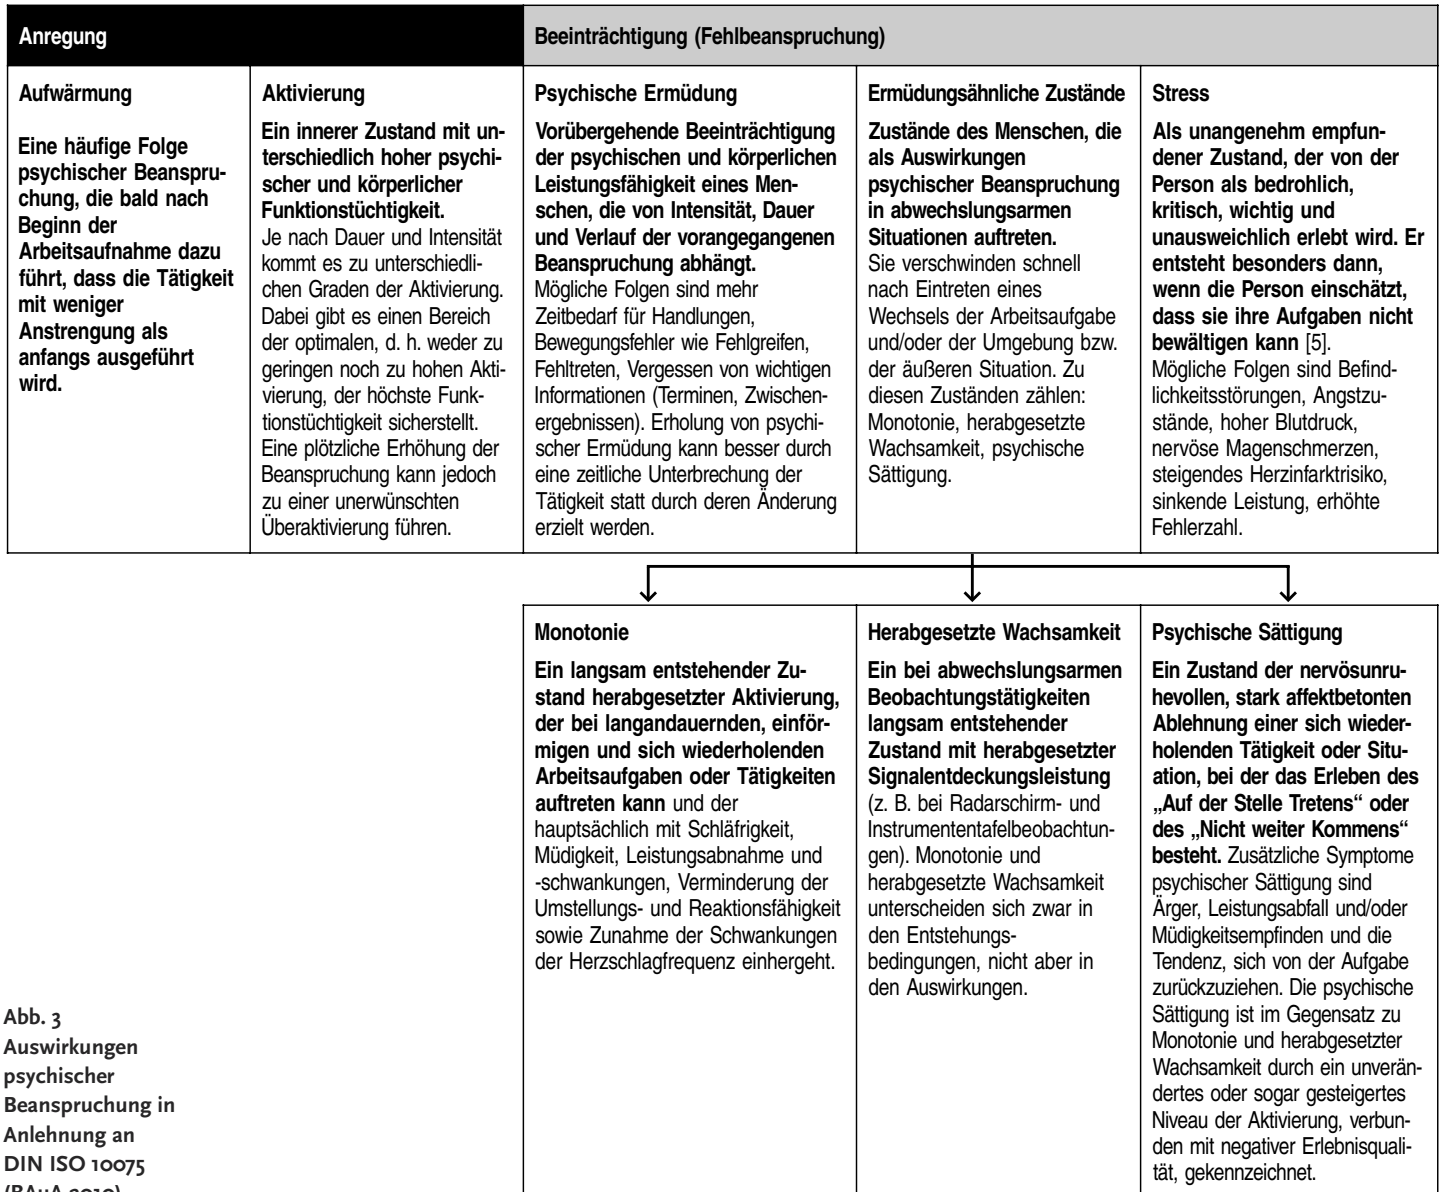 Anregung
Beeinträchtigung (Fehlbeanspruchung)
Aufwärmung
Eine häufige Folge
psychischer Beanspru-
chung, die bald nach
Beginn der
Arbeitsaufnahme dazu
führt, dass die Tätigkeit
mit weniger
Anstrengung als
anfangs ausgeführt
wird.
Aktivierung
Ein innerer Zustand mit un-
terschiedlich hoher psychi-
scher und körperlicher
Funktionstüchtigkeit.
Je nach Dauer und Intensität
kommt es zu unterschiedli-
chen Graden der Aktivierung.
Dabei gibt es einen Bereich
der optimalen, d. h. weder zu
geringen noch zu hohen Akti-
vierung, der höchste Funk-
tionstüchtigkeit sicherstellt.
Eine plötzliche Erhöhung der
Beanspruchung kann jedoch
zu einer unerwünschten
Überaktivierung führen.
Psychische Ermüdung
Vorübergehende Beeinträchtigung
der psychischen und körperlichen
Leistungsfähigkeit eines Men-
schen, die von Intensität, Dauer
und Verlauf der vorangegangenen
Beanspruchung abhängt.
Mögliche Folgen sind mehr
Zeitbedarf für Handlungen,
Bewegungsfehler wie Fehlgreifen,
Fehltreten, Vergessen von wichtigen
Informationen (Terminen, Zwischen-
ergebnissen). Erholung von psychi-
scher Ermüdung kann besser durch
eine zeitliche Unterbrechung der
Tätigkeit statt durch deren Änderung
erzielt werden.
Ermüdungsähnliche Zustände
Zustände des Menschen, die
als Auswirkungen
psychischer Beanspruchung
in abwechslungsarmen
Situationen auftreten.
Sie verschwinden schnell
nach Eintreten eines
Wechsels der Arbeitsaufgabe
und/oder der Umgebung bzw.
der äußeren Situation. Zu
diesen Zuständen zählen:
Monotonie, herabgesetzte
Wachsamkeit, psychische
Sättigung.
Stress
Als unangenehm empfun-
dener Zustand, der von der
Person als bedrohlich,
kritisch, wichtig und
unausweichlich erlebt wird. Er
entsteht besonders dann,
wenn die Person einschätzt,
dass sie ihre Aufgaben nicht
bewältigen kann [5].
Mögliche Folgen sind Befind-
lichkeitsstörungen, Angstzu-
stände, hoher Blutdruck,
nervöse Magenschmerzen,
steigendes Herzinfarktrisiko,
sinkende Leistung, erhöhte
Fehlerzahl.
Monotonie
Ein langsam entstehender Zu-
stand herabgesetzter Aktivierung,
der bei langandauernden, einför-
migen und sich wiederholenden
Arbeitsaufgaben oder Tätigkeiten
auftreten kann und der
hauptsächlich mit Schläfrigkeit,
Müdigkeit, Leistungsabnahme und
-schwankungen, Verminderung der
Umstellungs- und Reaktionsfähigkeit
sowie Zunahme der Schwankungen
der Herzschlagfrequenz einhergeht.
Herabgesetzte Wachsamkeit
Ein bei abwechslungsarmen
Beobachtungstätigkeiten
langsam entstehender
Zustand mit herabgesetzter
Signalentdeckungsleistung
(z. B. bei Radarschirm- und
Instrumententafelbeobachtun-
gen). Monotonie und
herabgesetzte Wachsamkeit
unterscheiden sich zwar in
den Entstehungs-
bedingungen, nicht aber in
den Auswirkungen.
Psychische Sättigung
Ein Zustand der nervösunru-
hevollen, stark affektbetonten
Ablehnung einer sich wieder-
holenden Tätigkeit oder Situ-
ation, bei der das Erleben des
„Auf der Stelle Tretens“ oder
des „Nicht weiter Kommens“
besteht. Zusätzliche Symptome
psychischer Sättigung sind
Ärger, Leistungsabfall und/oder
Müdigkeitsempfinden und die
Tendenz, sich von der Aufgabe
zurückzuziehen. Die psychische
Sättigung ist im Gegensatz zu
Monotonie und herabgesetzter
Wachsamkeit durch ein unverän-
dertes oder sogar gesteigertes
Niveau der Aktivierung, verbun-
den mit negativer Erlebnisquali-
tät, gekennzeichnet.
Abb. 3
Auswirkungen
psychischer
Beanspruchung in
Anlehnung an
DIN ISO 10075
(BAuA 2010)